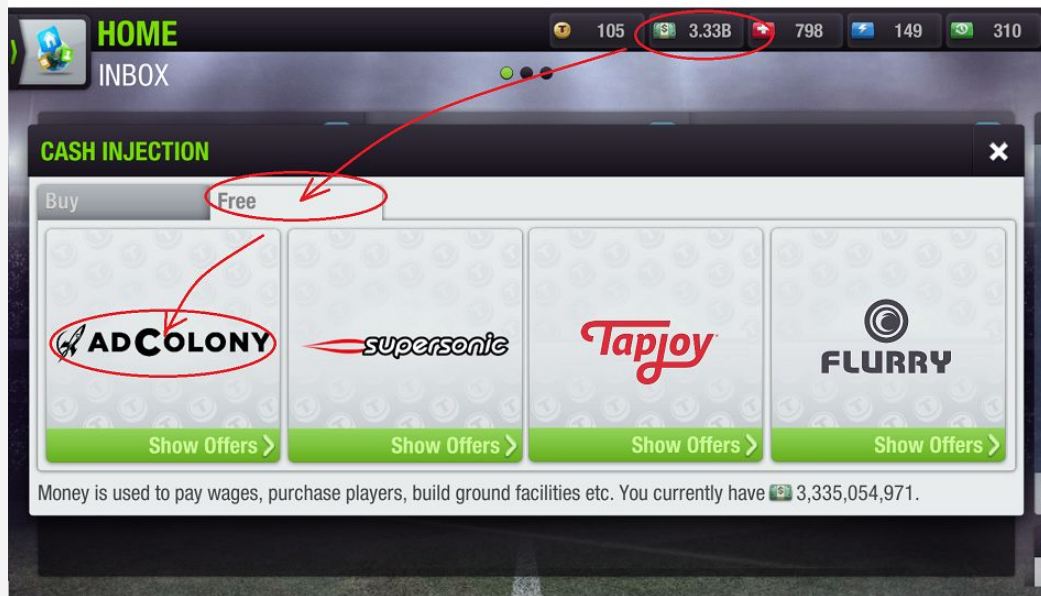 HOME
105 3.33B 798 149 310
INBOX
CASH INJECTION
Buy Free
ADCOLONY supersonic Tapjoy FLURRY
Show Offers Show Offers Show Offers Show Offers
Money is used to pay wages, purchase players, build ground facilities etc. You currently have 3,335,054,971.